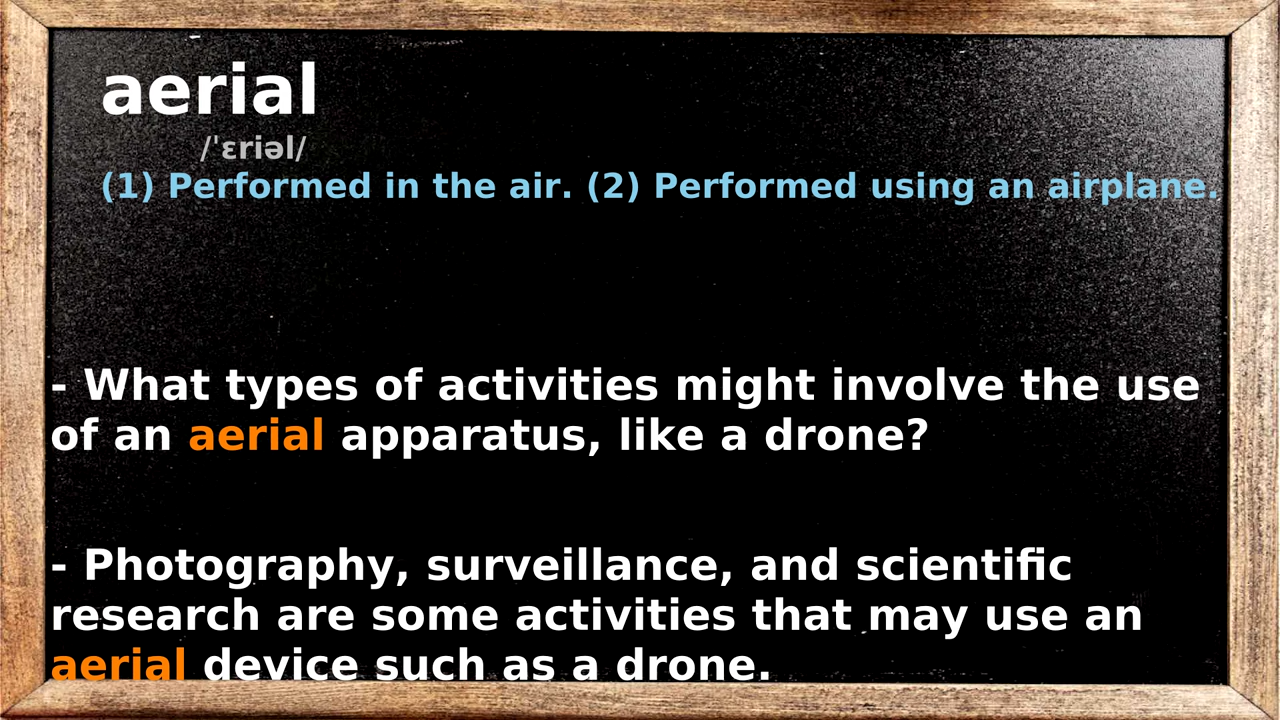 aerial
/ˈɛriəl/
(1) Performed in the air. (2) Performed using an airplane.
- What types of activities might involve the use
of an aerial apparatus, like a drone?
- Photography, surveillance, and scientific
research are some activities that may use an
aerial device such as a drone.